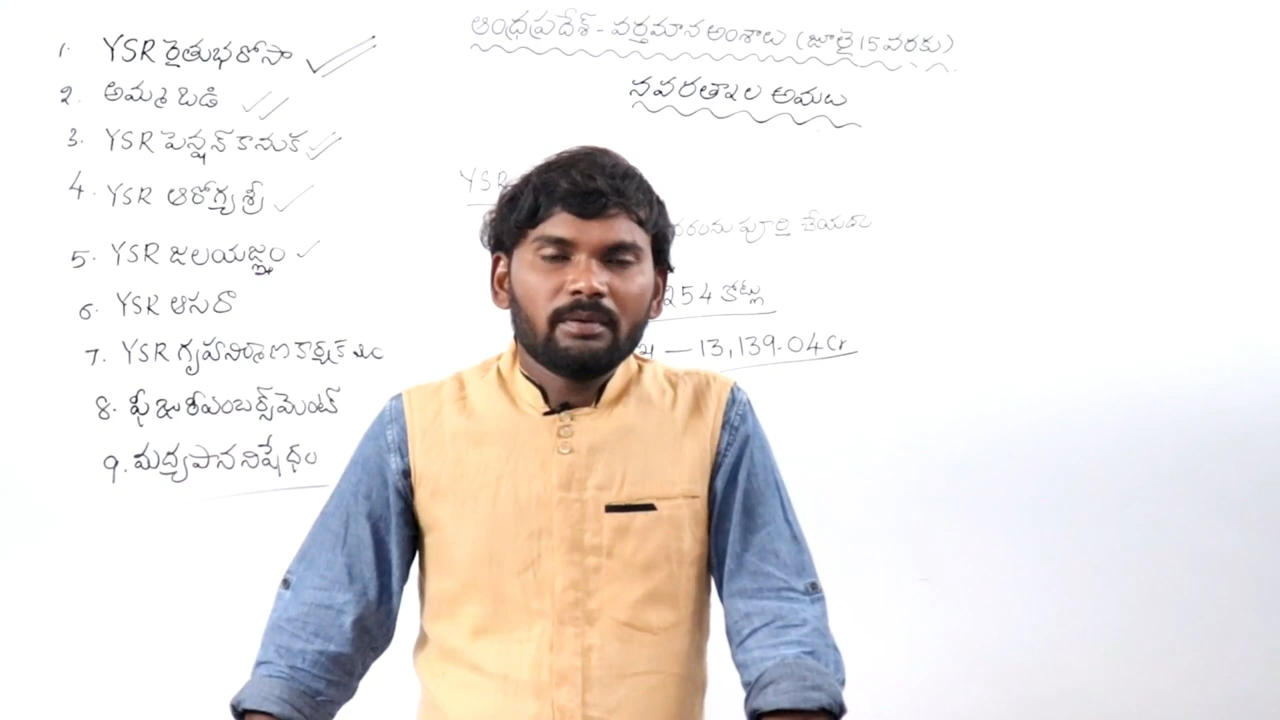 ఆంధ్రప్రదేశ్ - వర్తమాన అంశాలు (జూలై 15 వరకు)
నవరత్నాల అమలు
1. YSR రైతుభరోసా
2. అమ్మ ఒడి
3. YSR పెన్షన్ కానుక
4. YSR ఆరోగ్యశ్రీ
5. YSR జలయజ్ఞం
6. YSR ఆసరా
7. YSR గృహనిర్మాణ కార్యక్రమం
8. ఫీజు రీఎంబర్స్‌మెంట్
9. మద్యపాన నిషేధం
YSR
పూర్తి చేయడం
254 కోట్లు
— 13,139.04Cr